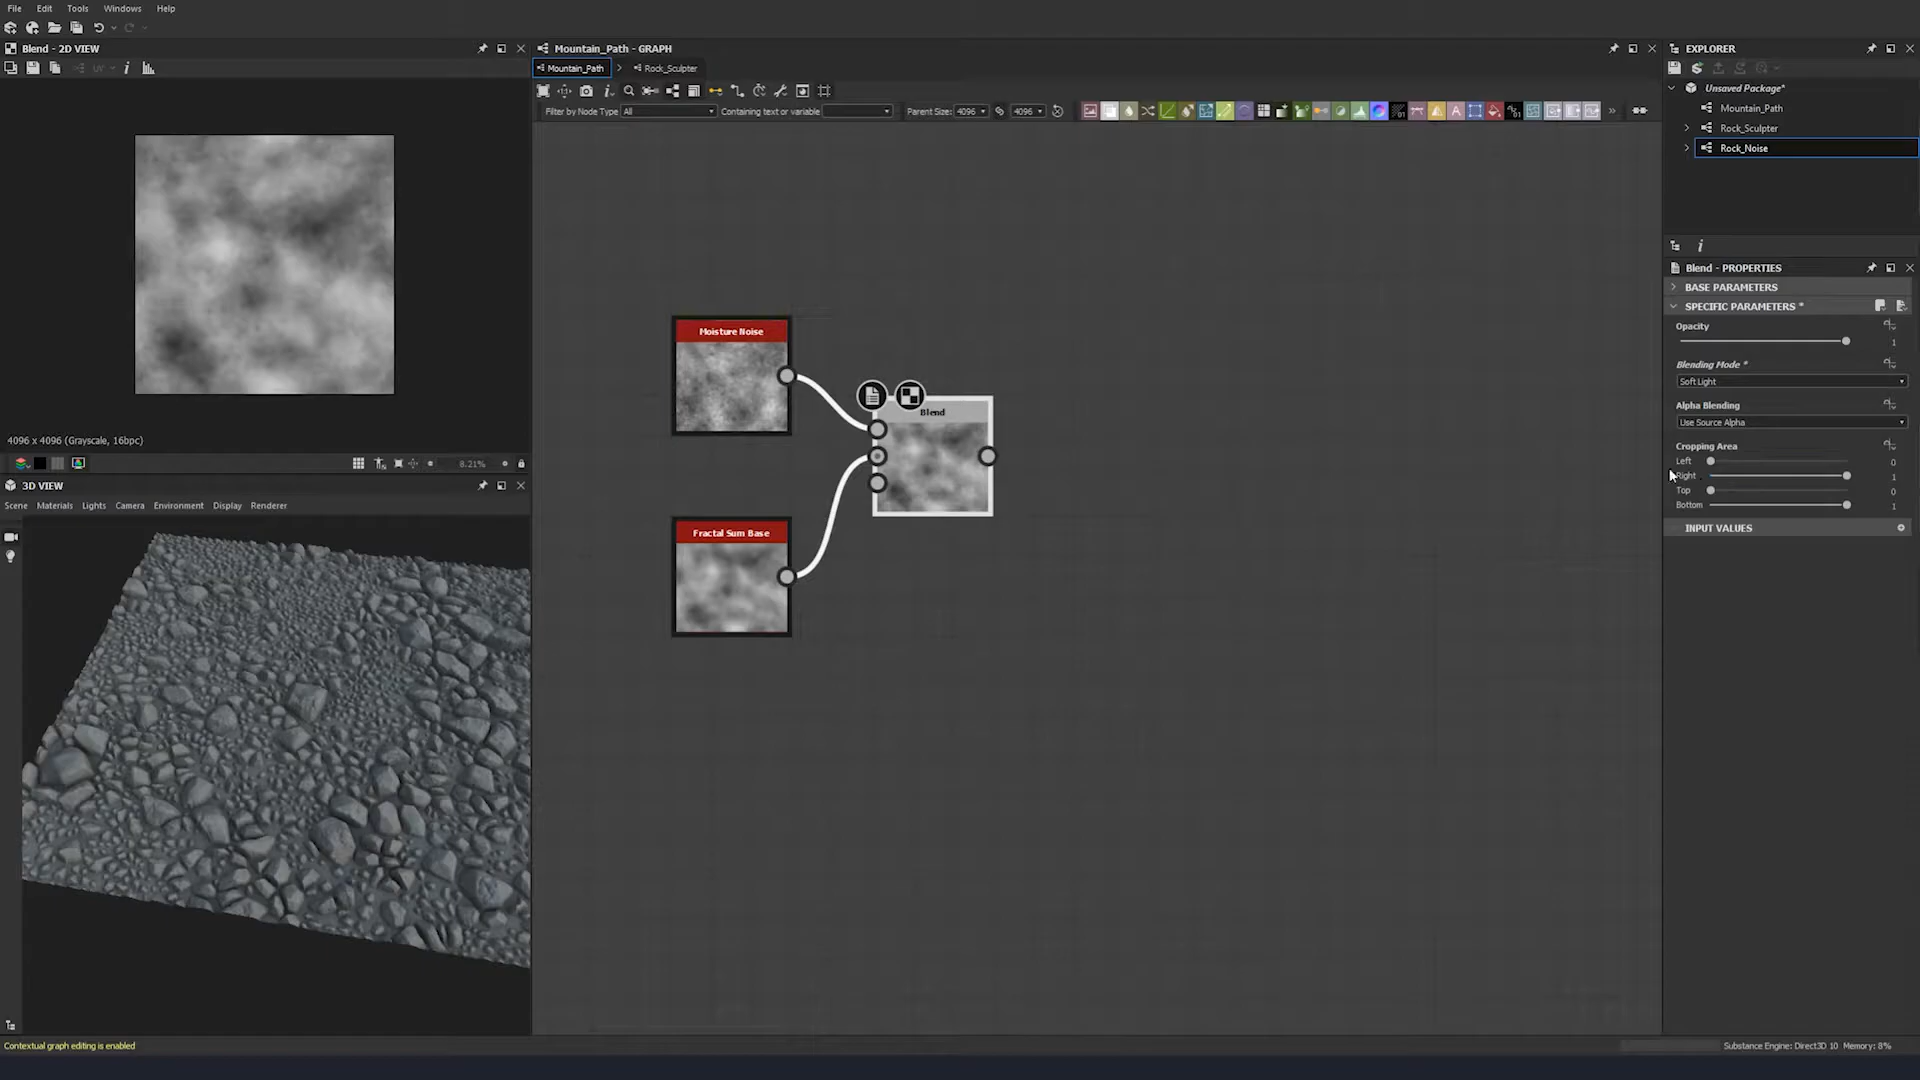 File Edit Tools Windows Help
Blend - 2D VIEW
UV
i
4096 x 4096 (Grayscale, 16bpc)
8.21%
3D VIEW
Scene Materials Lights Camera Environment Display Renderer
Mountain_Path - GRAPH
Mountain_Path > Rock_Sculpter
Filter by Node Type All Containing text or variable Parent Size: 4096 4096
Moisture Noise
Blend
Fractal Sum Base
EXPLORER
Unsaved Package*
Mountain_Path
Rock_Sculpter
Rock_Noise
i
Blend - PROPERTIES
BASE PARAMETERS
SPECIFIC PARAMETERS *
Opacity
1
Blending Mode *
Soft Light
Alpha Blending
Use Source Alpha
Cropping Area
Left 0
Right 1
Top 0
Bottom 1
INPUT VALUES
Contextual graph editing is enabled
Substance Engine: Direct3D 10 Memory: 8%